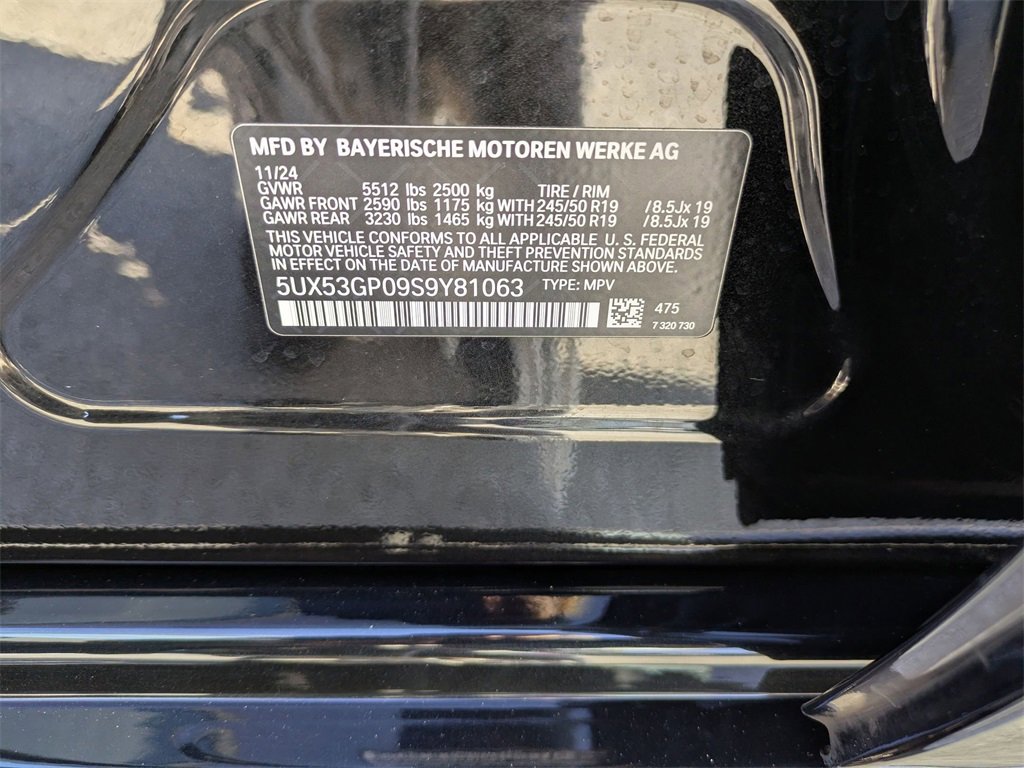 MFD BY BAYERISCHE MOTOREN WERKE AG
11/24
GVWR 5512 lbs 2500 kg TIRE / RIM
GAWR FRONT 2590 lbs 1175 kg WITH 245/50 R19 /8.5Jx 19
GAWR REAR 3230 lbs 1465 kg WITH 245/50 R19 /8.5Jx 19
THIS VEHICLE CONFORMS TO ALL APPLICABLE U. S. FEDERAL
MOTOR VEHICLE SAFETY AND THEFT PREVENTION STANDARDS
IN EFFECT ON THE DATE OF MANUFACTURE SHOWN ABOVE.
5UX53GP09S9Y81063 TYPE: MPV
475
7 320 730